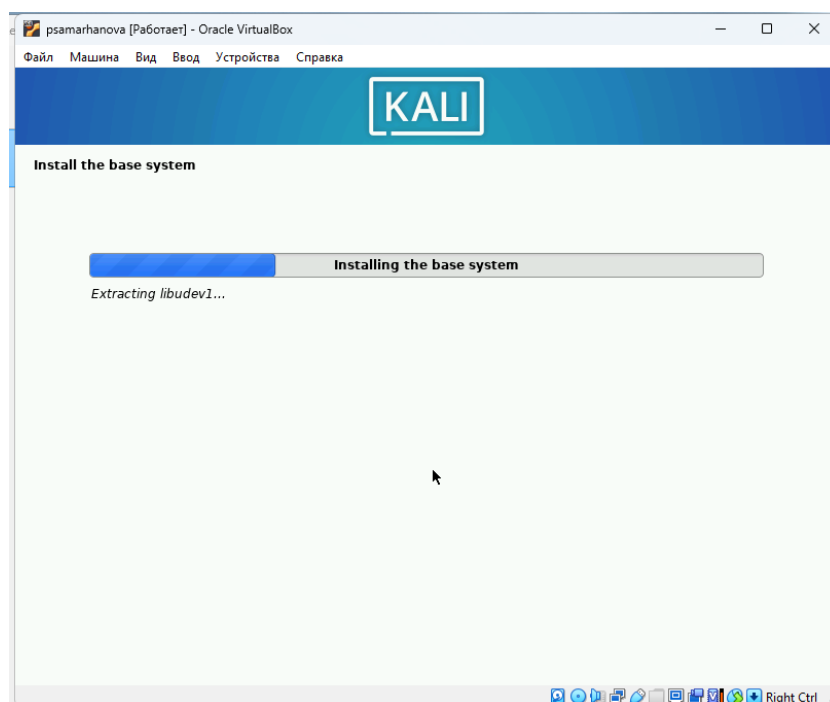 psamarhanova [Работает] - Oracle VirtualBox
Файл Машина Вид Ввод Устройства Справка
KALI
Install the base system
Installing the base system
Extracting libudev1...
Right Ctrl